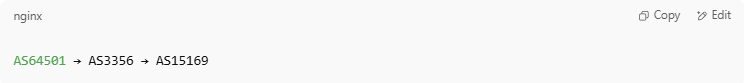 nginx Copy Edit
AS64501 → AS3356 → AS15169